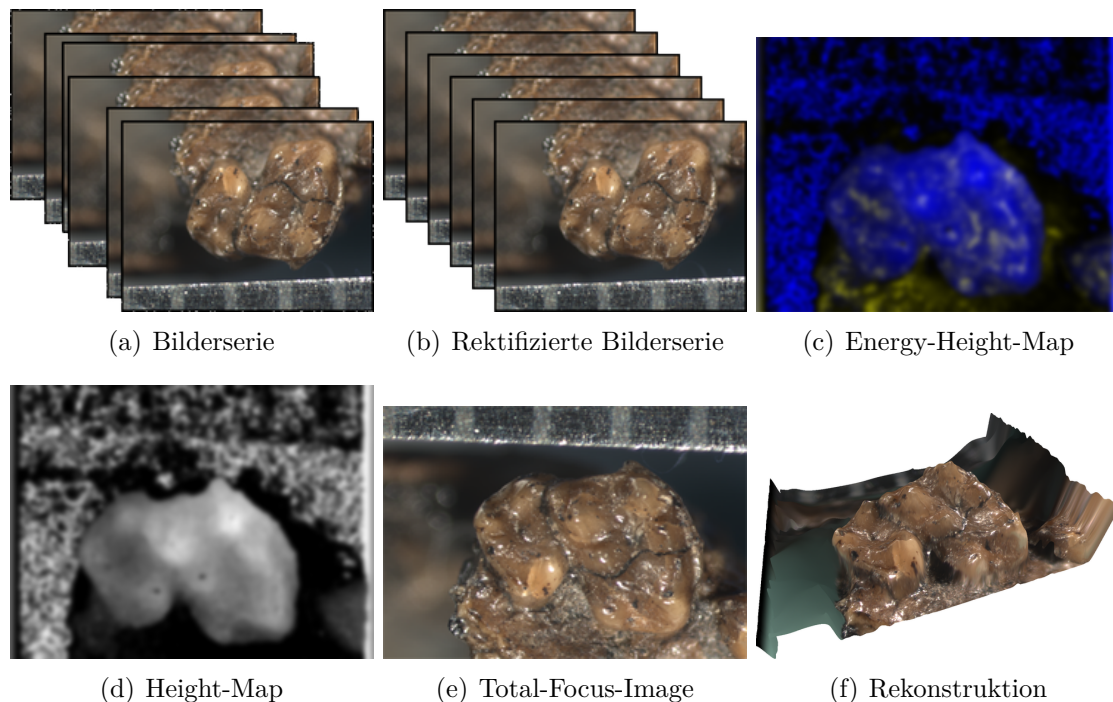 (a) Bilderserie
(b) Rektifizierte Bilderserie
(c) Energy-Height-Map
(d) Height-Map
(e) Total-Focus-Image
(f) Rekonstruktion